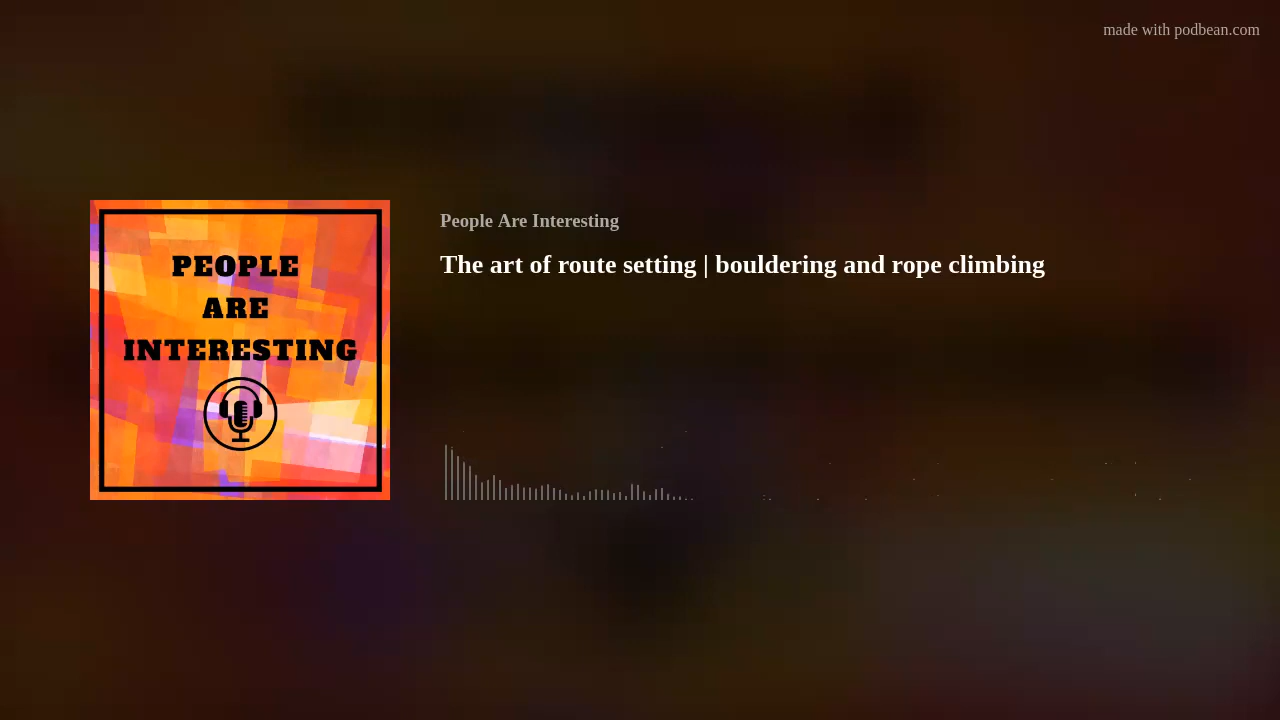 made with podbean.com
PEOPLE
ARE
INTERESTING
People Are Interesting
The art of route setting | bouldering and rope climbing